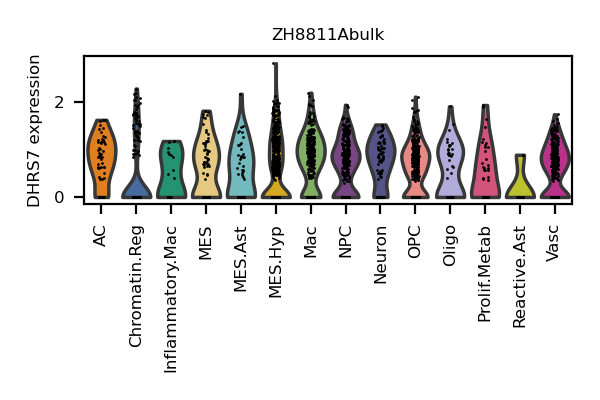 ZH8811Abulk
DHRS7 expression
2
0
AC
Chromatin.Reg
Inflammatory.Mac
MES
MES.Ast
MES.Hyp
Mac
NPC
Neuron
OPC
Oligo
Prolif.Metab
Reactive.Ast
Vasc